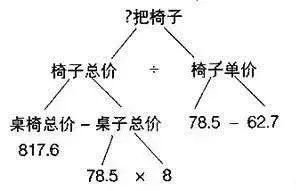 ?把椅子
椅子总价 ÷ 椅子单价
桌椅总价－桌子总价 78.5 － 62.7
817.6
78.5 × 8